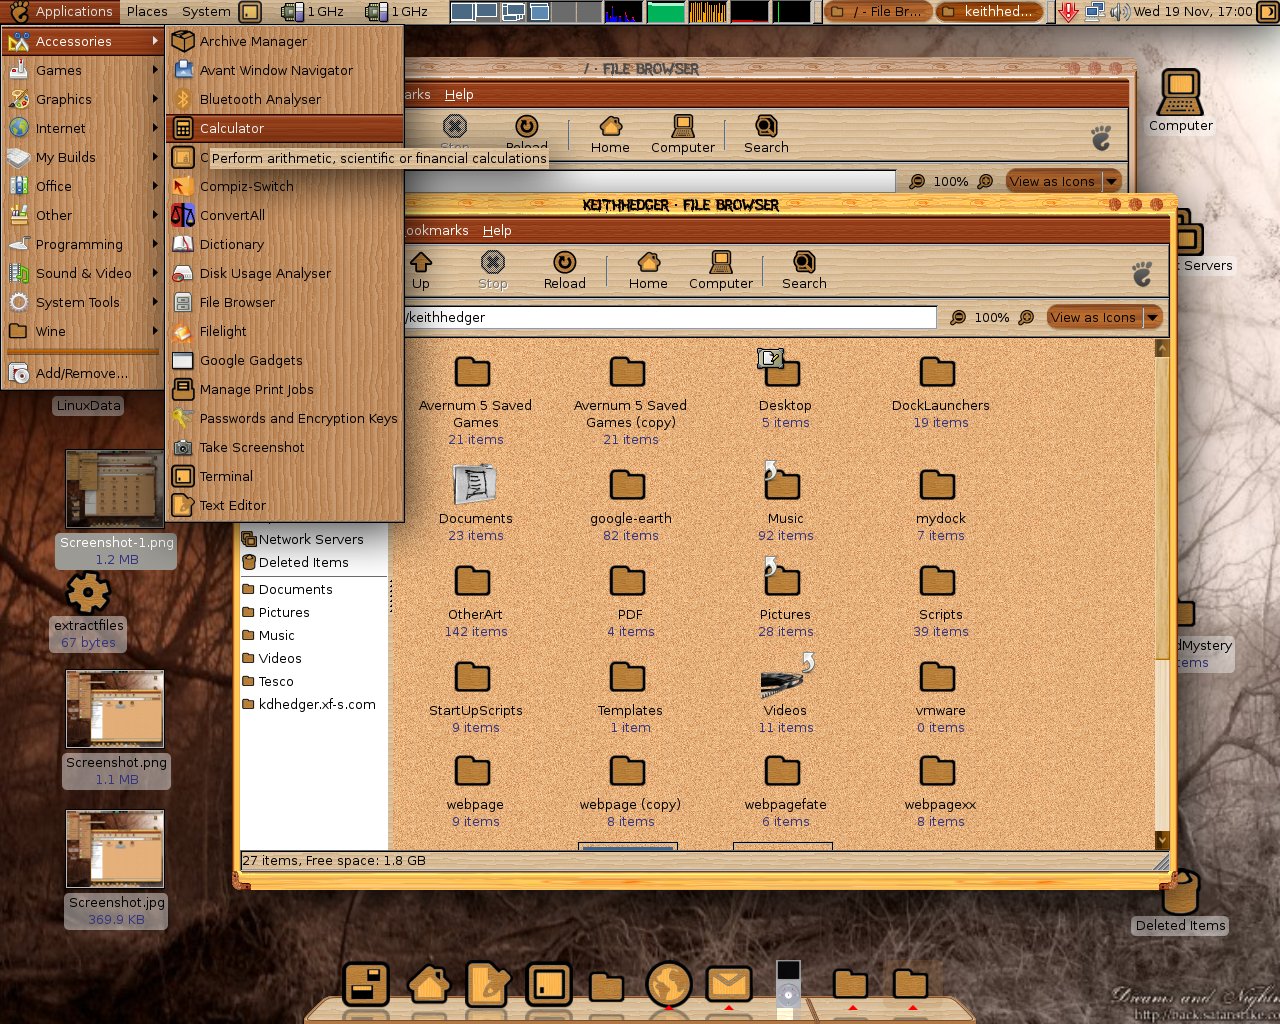 Applications Places System 1 GHz 1 GHz / - File Br... keithhed... Wed 19 Nov, 17:00
Accessories
Games
Graphics
Internet
My Builds
Office
Other
Programming
Sound & Video
System Tools
Wine
Add/Remove...
Archive Manager
Avant Window Navigator
Bluetooth Analyser
Calculator
C
Perform arithmetic, scientific or financial calculations
Compiz-Switch
ConvertAll
Dictionary
Disk Usage Analyser
File Browser
Filelight
Google Gadgets
Manage Print Jobs
Passwords and Encryption Keys
Take Screenshot
Terminal
Text Editor
/ - FILE BROWSER
arks Help
Stop Reload Home Computer Search
100% View as Icons
KEITHHEDGER - FILE BROWSER
ookmarks Help
Up Stop Reload Home Computer Search
/keithhedger 100% View as Icons
Network Servers
Deleted Items
Documents
Pictures
Music
Videos
Tesco
kdhedger.xf-s.com
Avernum 5 Saved Games
21 items
Avernum 5 Saved Games (copy)
21 items
Desktop
5 items
DockLaunchers
19 items
Documents
23 items
google-earth
82 items
Music
92 items
mydock
7 items
OtherArt
142 items
PDF
4 items
Pictures
28 items
Scripts
39 items
StartUpScripts
9 items
Templates
1 item
Videos
11 items
vmware
0 items
webpage
9 items
webpage (copy)
8 items
webpagefate
6 items
webpagexx
8 items
27 items, Free space: 1.8 GB
LinuxData
Screenshot-1.png
1.2 MB
extractfiles
67 bytes
Screenshot.png
1.1 MB
Screenshot.jpg
369.9 KB
Computer
t Servers
dMystery
tems
Deleted Items
Dreams and Nightm